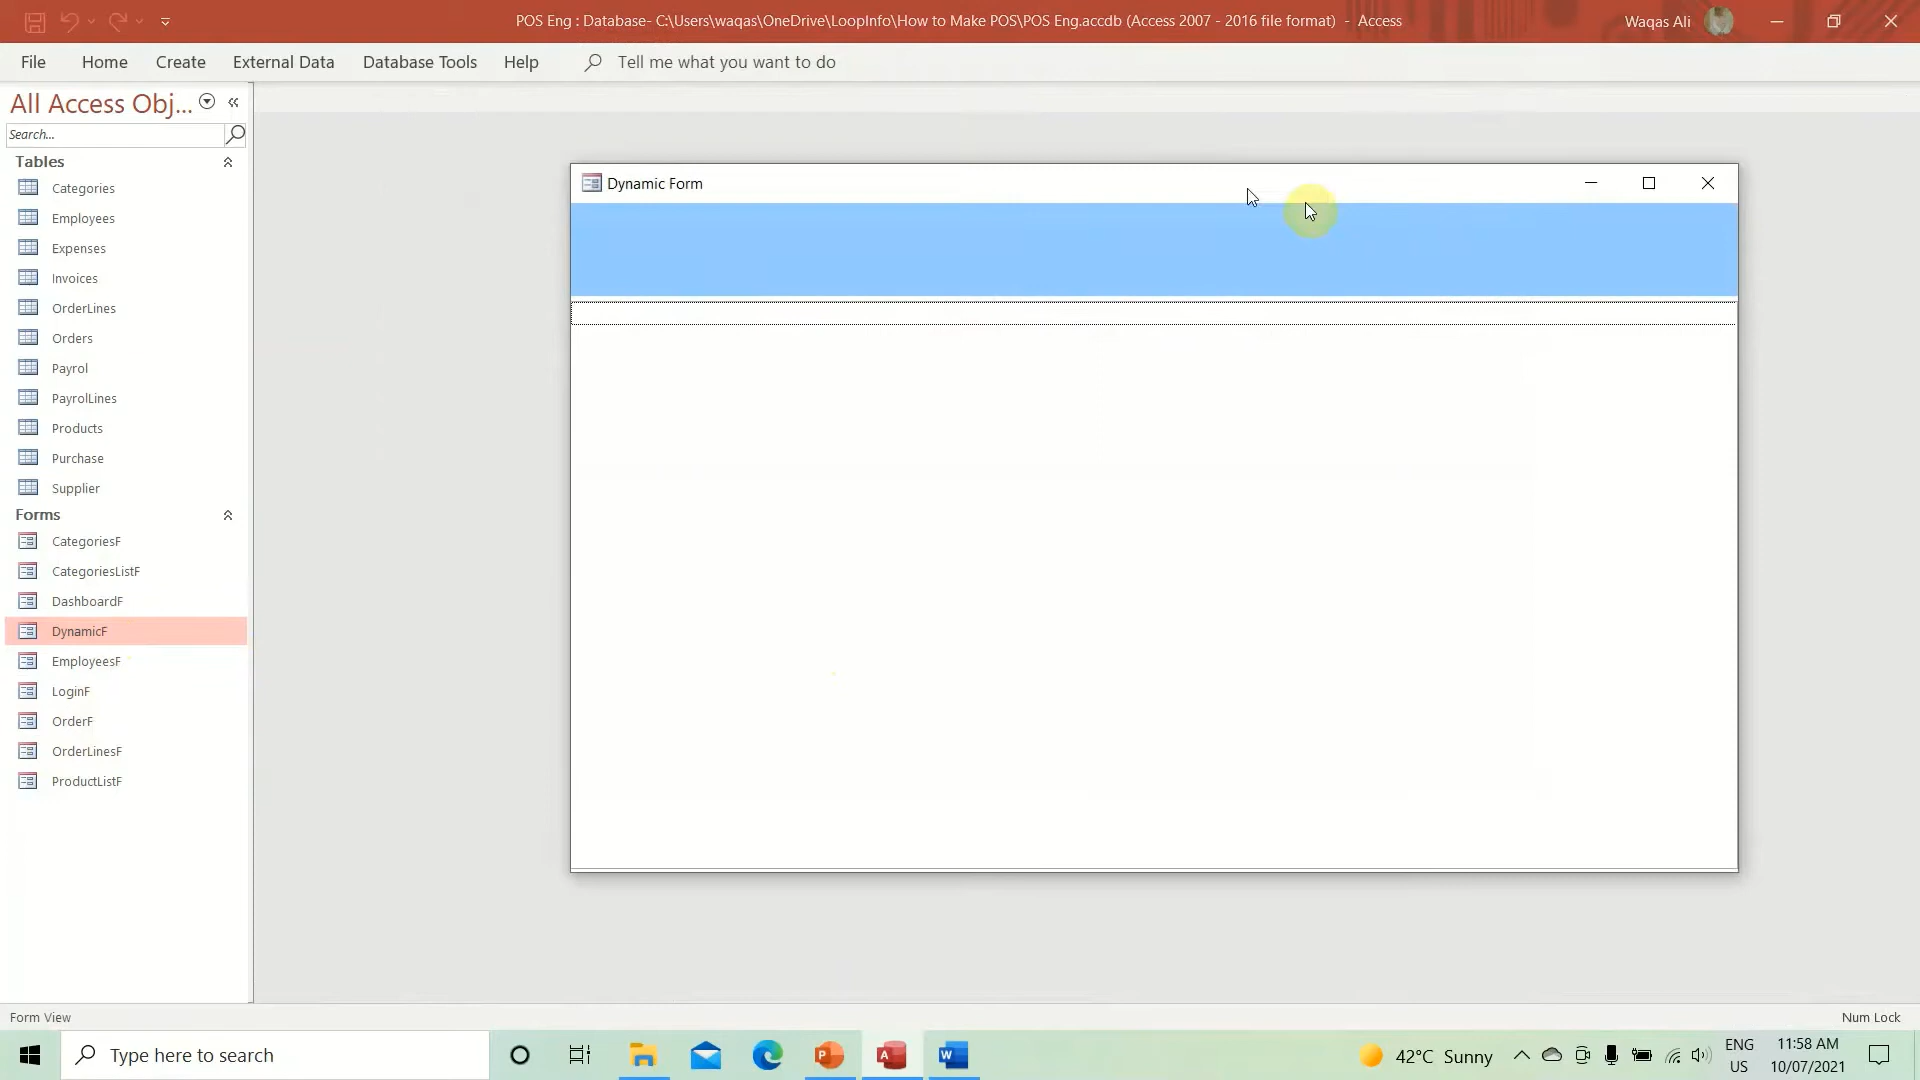 POS Eng : Database- C:\Users\waqas\OneDrive\LoopInfo\How to Make POS\POS Eng.accdb (Access 2007 - 2016 file format) - Access
Waqas Ali
File Home Create External Data Database Tools Help Tell me what you want to do
All Access Obj...
Search...
Tables
Categories
Employees
Expenses
Invoices
OrderLines
Orders
Payrol
PayrolLines
Products
Purchase
Supplier
Forms
CategoriesF
CategoriesListF
DashboardF
DynamicF
EmployeesF
LoginF
OrderF
OrderLinesF
ProductListF
Dynamic Form
Form View
Num Lock
Type here to search
42°C Sunny
ENG
US
11:58 AM
10/07/2021